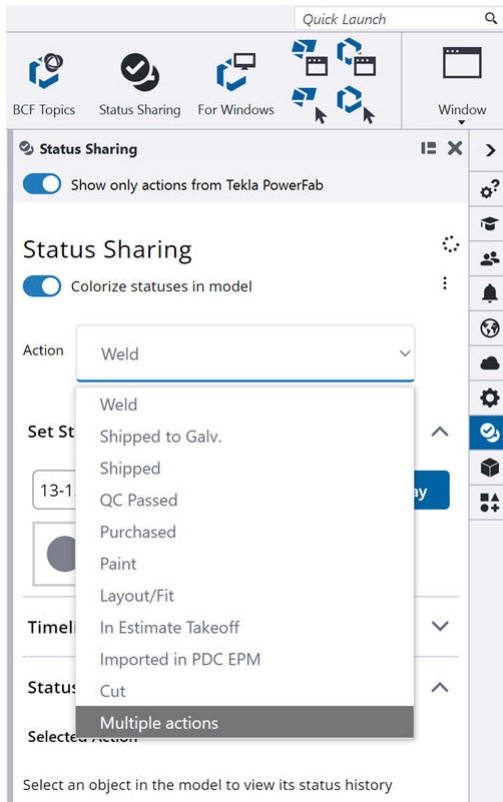 Quick Launch
BCF Topics
Status Sharing
For Windows
Window
Status Sharing
Show only actions from Tekla PowerFab
Status Sharing
Colorize statuses in model
Action
Weld
Weld
Set St
Shipped to Galv.
Shipped
13-1
QC Passed
ay
Purchased
Paint
Layout/Fit
Timeli
In Estimate Takeoff
Imported in PDC EPM
Status
Cut
Multiple actions
Selected Action
Select an object in the model to view its status history